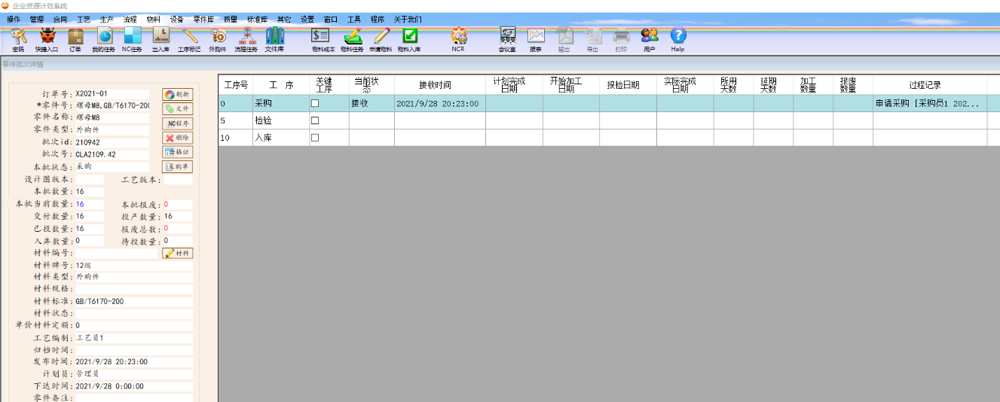 企业资源计划系统
操作 管理 合同 工艺 生产 流程 物料 设备 零件库 质量 标准库 其它 设置 窗口 工具 程序 关于我们
密码 快捷入口 订单 我的任务 NC任务 出入库 工序标记 外购件 流程任务 文件库 物料成本 物料任务 申请物料 物料入库 NCR 会议室 报表 输出 导出 打印 用户 Help
零件批次详情
工序号 工 序 关键工序 当前状态 接收时间 计划完成日期 开始加工日期 报检日期 实际完成日期 所用天数 延期天数 加工数量 报废数量 过程记录
0 采购 接收 2021/9/28 20:23:00 申请采购 [采购员1 202...
5 检验
10 入库
订单号: X2021-01 刷新
*零件号: 螺母M8,GB/T6170-200 文件
零件名称: 螺母M8 NC程序
零件类型: 外购件
批次id: 210942 删除
批次号: CLA2109.42 合格证
本批状态: 采购 采购单
设计图版本: 工艺版本:
本批数量: 16
本批当前数量: 16 本批报废: 0
交付数量: 16 投产数量: 16
已投数量: 16 报废总数: 0
入库数量: 0 待投数量: 0
材料编号: 材料
材料牌号: 12级
材料类型: 外购件
材料规格:
材料标准: GB/T6170-200
材料状态:
单价材料定额: 0
工艺编制: 工艺员1
归档时间:
发布时间: 2021/9/28 20:23:00
计划员: 管理员
下达时间: 2021/9/28 0:00:00
零件备注: